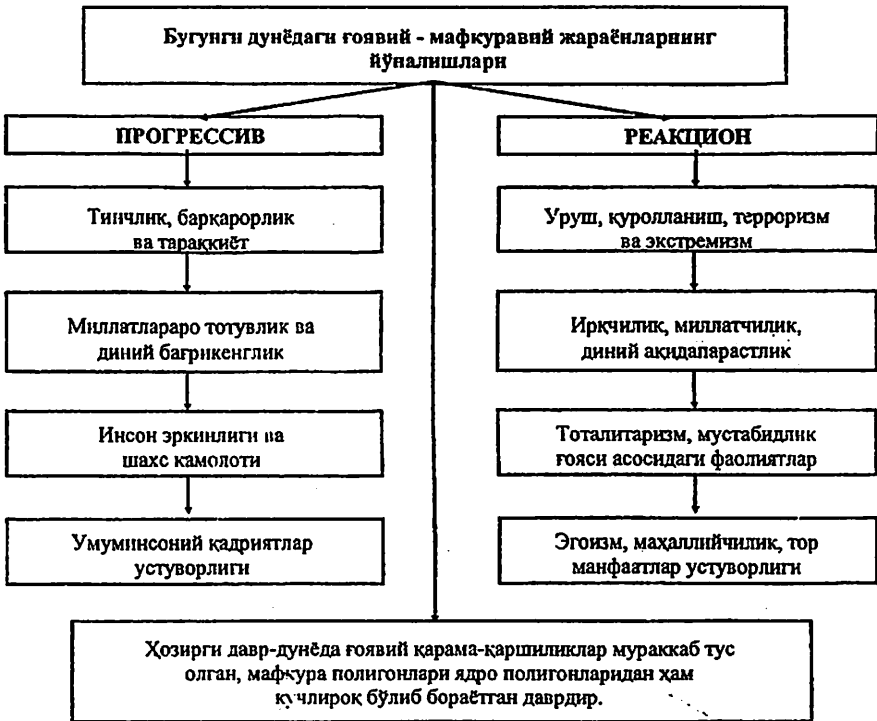 Бугунги дунёдаги ғоявий - мафкуравий жараёнларнинг
йўналишлари
ПРОГРЕССИВ
Тинчлик, барқарорлик
ва тараққиёт
Миллатлараро тотувлик ва
диний бағрикенглик
Инсон эркинлиги ва
шахс камолоти
Умуминсоний қадриятлар
устуворлиги
РЕАКЦИОН
Уруш, қуролланиш, терроризм
ва экстремизм
Ирқчилик, миллатчилик,
диний ақидапарастлик
Тоталитаризм, мустабидлик
ғояси асосидаги фаолиятлар
Эгоизм, маҳаллийчилик, тор
манфаатлар устуворлиги
Ҳозирги давр-дунёда ғоявий қарама-қаршиликлар мураккаб тус
олган, мафкура полигонлари ядро полигонларидан ҳам
кучлироқ бўлиб бораётган даврдир.